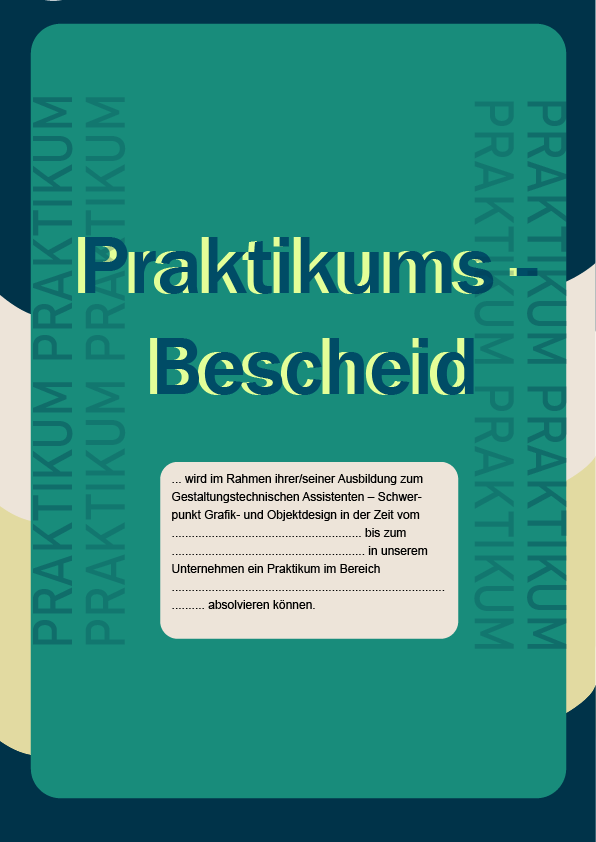 PRAKTIKUM PRAKTIKUM
PRAKTIKUM PRAKTIKUM
Praktikums -
Bescheid
... wird im Rahmen ihrer/seiner Ausbildung zum
Gestaltungstechnischen Assistenten – Schwer-
punkt Grafik- und Objektdesign in der Zeit vom
......................................................... bis zum
.......................................................... in unserem
Unternehmen ein Praktikum im Bereich
..................................................................................
.......... absolvieren können.
PRAKTIKUM PRAKTIKUM
PRAKTIKUM PRAKTIKUM